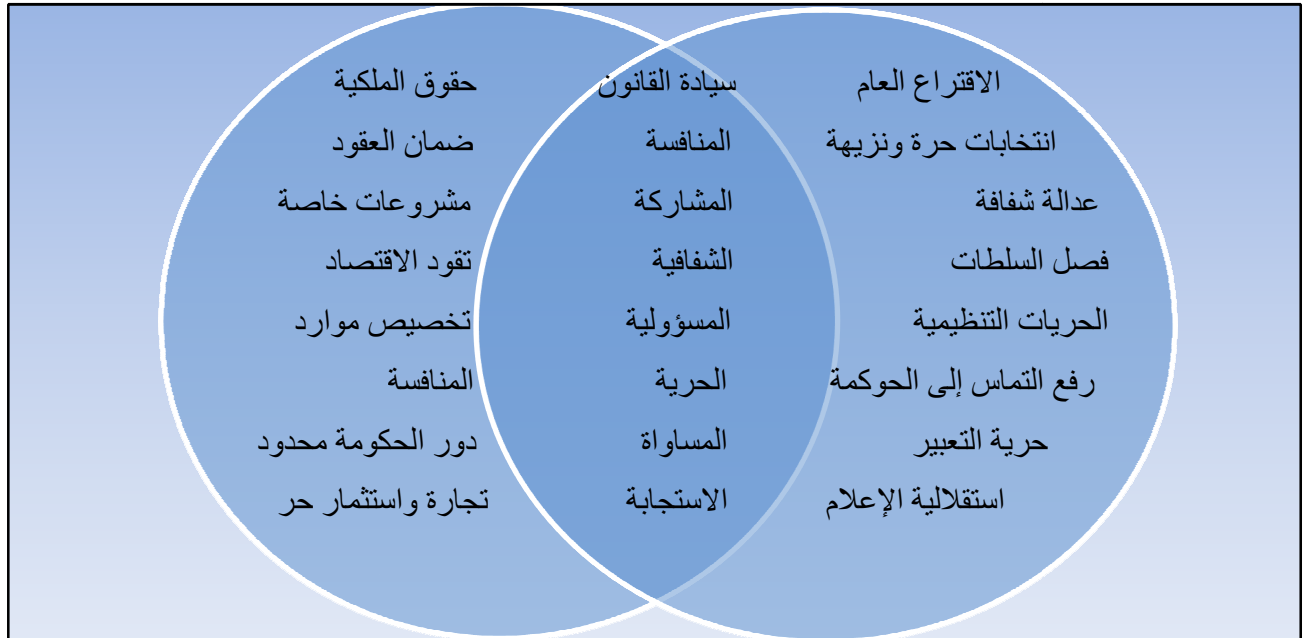 الاقتراع العام
سيادة القانون
حقوق الملكية
انتخابات حرة ونزيهة
المنافسة
ضمان العقود
عدالة شفافة
المشاركة
مشروعات خاصة
فصل السلطات
الشفافية
تقود الاقتصاد
الحريات التنظيمية
المسؤولية
تخصيص موارد
رفع التماس إلى الحوكمة
الحرية
المنافسة
حرية التعبير
المساواة
دور الحكومة محدود
استقلالية الإعلام
الاستجابة
تجارة واستثمار حر